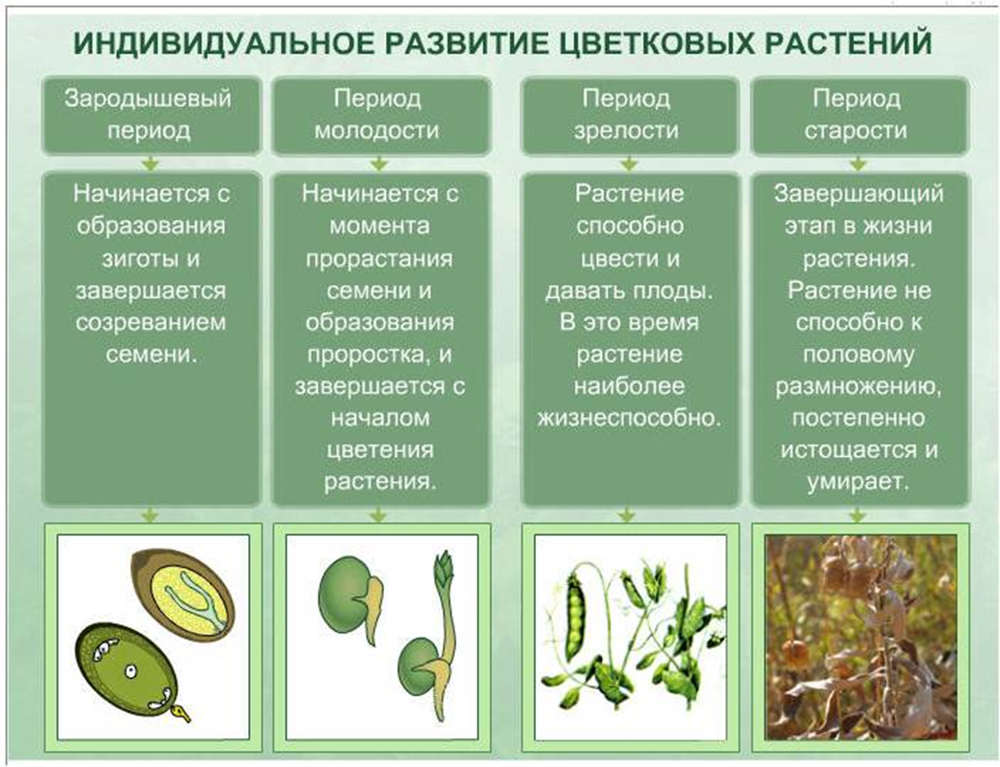 ИНДИВИДУАЛЬНОЕ РАЗВИТИЕ ЦВЕТКОВЫХ РАСТЕНИЙ
Зародышевый
период
Начинается с
образования
зиготы и
завершается
созреванием
семени.
Период
молодости
Начинается с
момента
прорастания
семени и
образования
проростка, и
завершается с
началом
цветения
растения.
Период
зрелости
Растение
способно
цвести и
давать плоды.
В это время
растение
наиболее
жизнеспособно.
Период
старости
Завершающий
этап в жизни
растения.
Растение не
способно к
половому
размножению,
постепенно
истощается и
умирает.